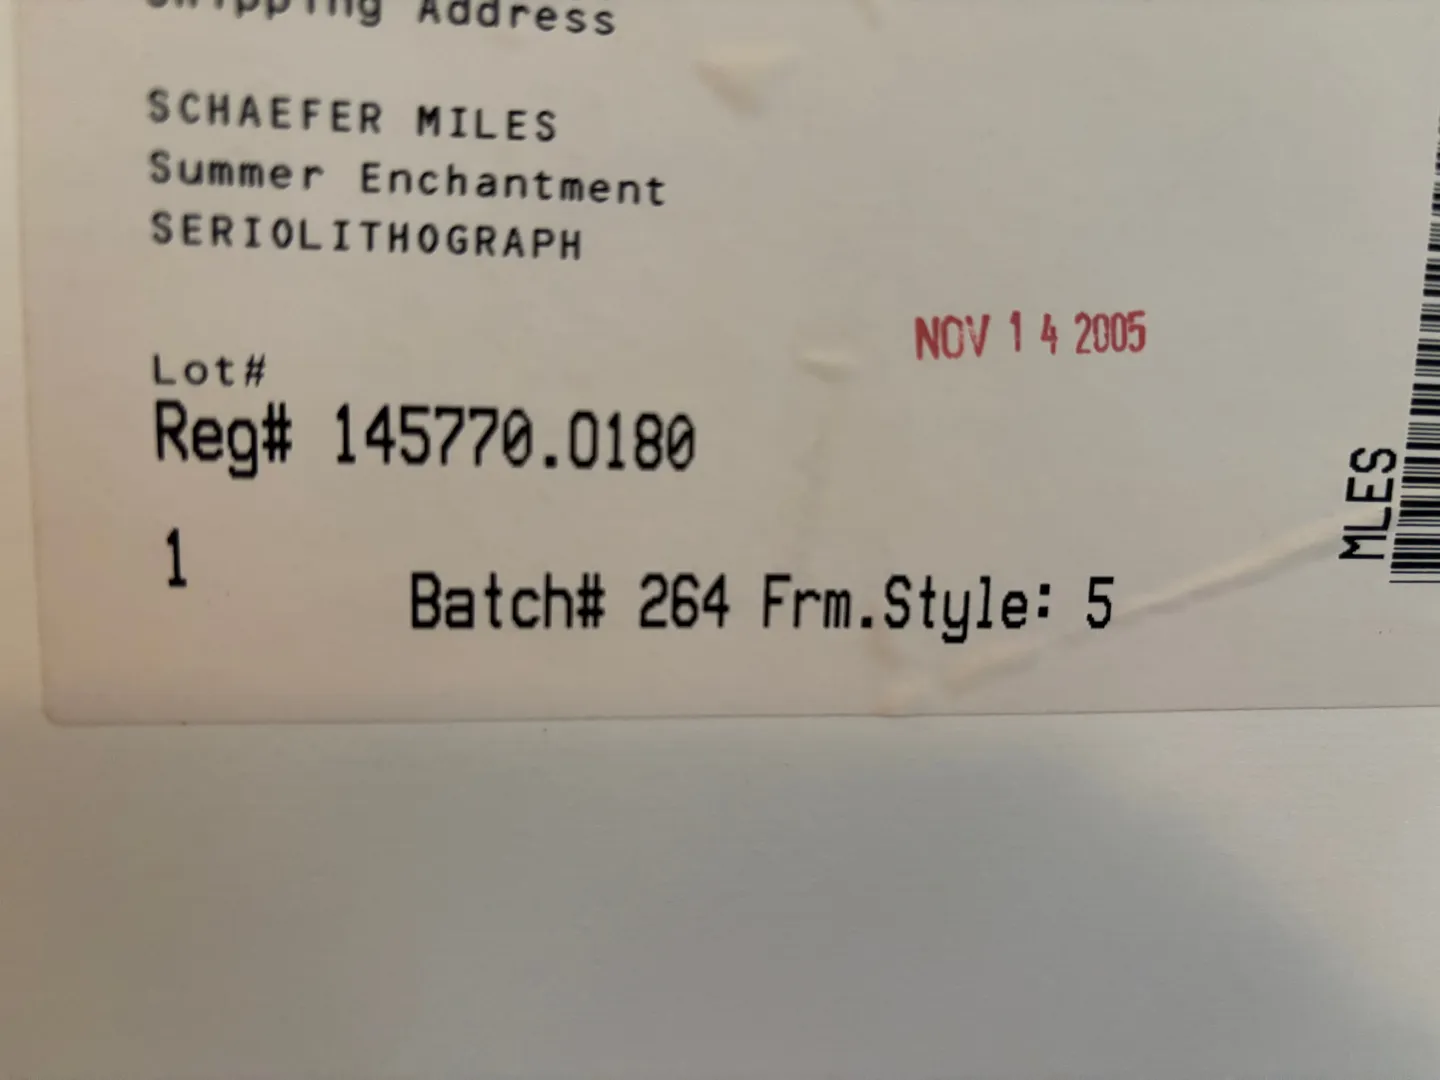 Shipping Address
SCHAEFER MILES
Summer Enchantment
SERIOLITHOGRAPH
NOV 14 2005
Lot#
Reg# 145770.0180
1
Batch# 264 Frm.Style: 5
MLES